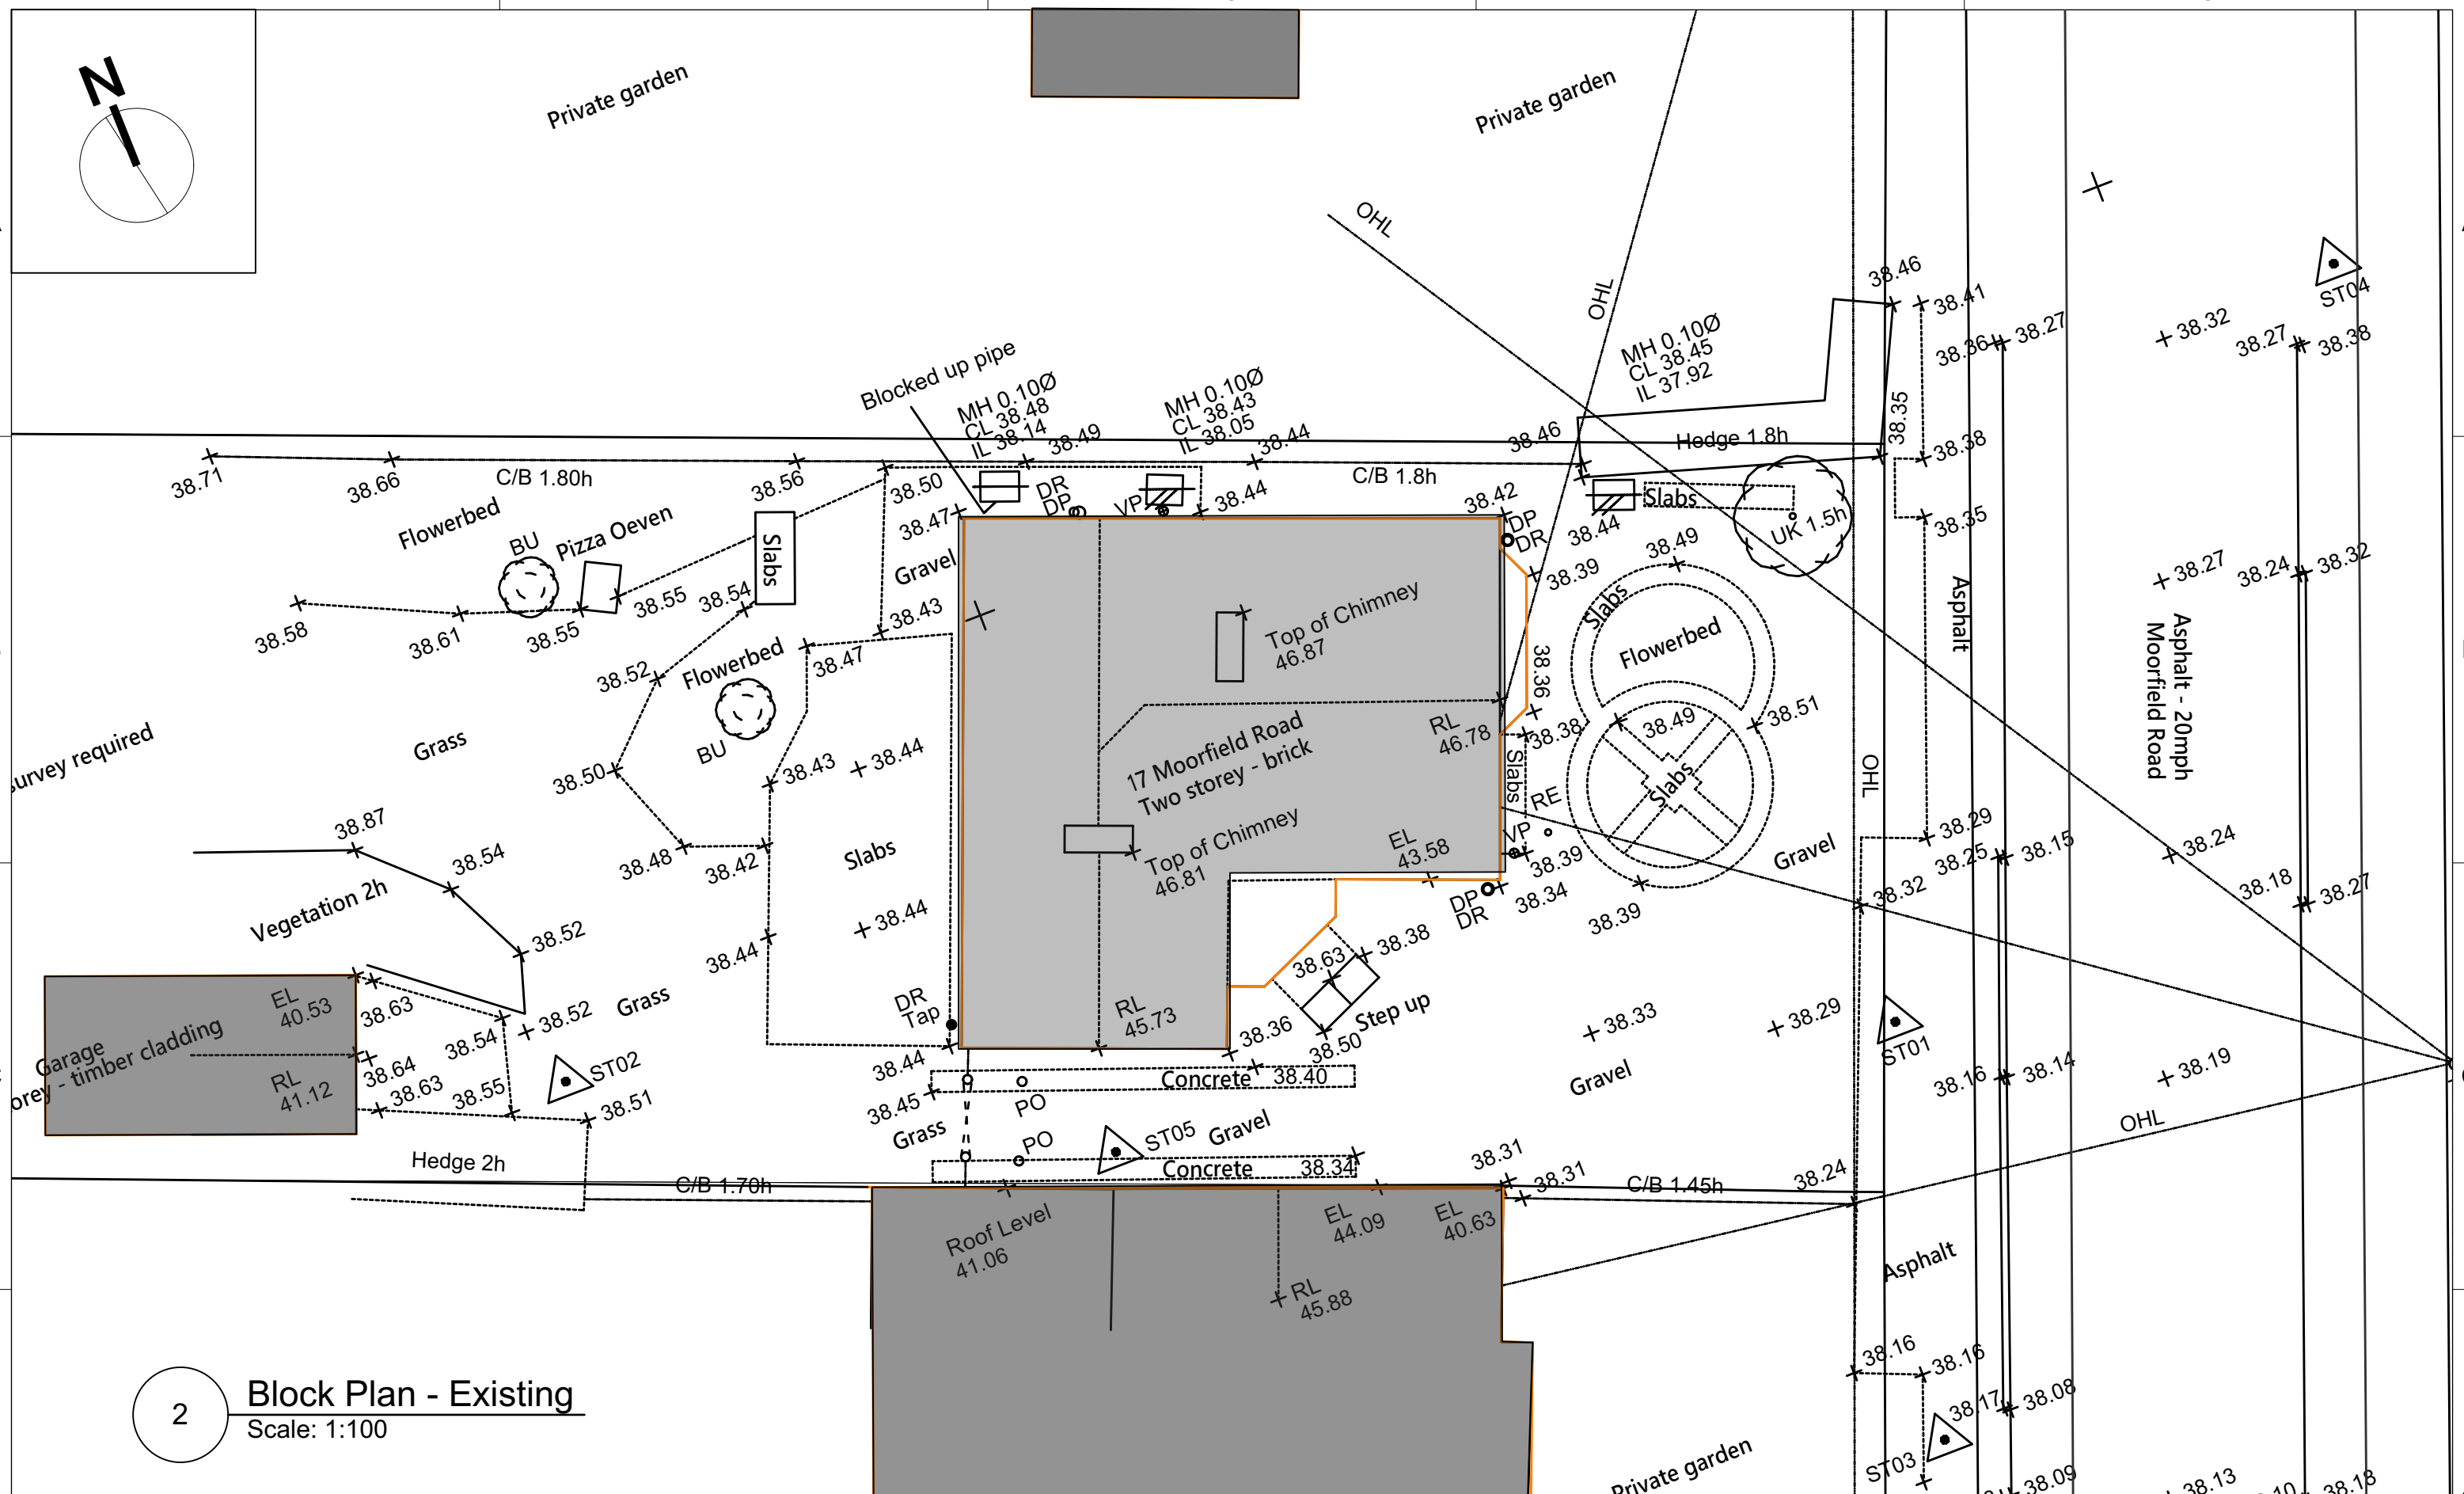 N
Private garden
Private garden
OHL
OHL
38.46
38.41
ST04
38.36
38.27
38.32
38.27
38.38
MH 0.10Ø
CL 38.45
IL 37.92
Blocked up pipe
MH 0.10Ø
CL 38.48
IL 38.14
38.49
MH 0.10Ø
CL 38.43
IL 38.05
38.44
38.46
Hedge 1.8h
38.35
38.38
38.71
38.66
C/B 1.80h
38.56
38.50
DR
DP
VP
38.44
C/B 1.8h
38.42
DP
DR
38.44
Slabs
UK 1.5h
38.35
Flowerbed
BU
Pizza Oeven
Slabs
38.47
Gravel
38.39
38.49
Slabs
Asphalt
38.27
38.24
38.32
38.58
38.61
38.55
38.55
38.54
38.43
Top of Chimney
46.87
Flowerbed
38.36
Asphalt - 20mph
Moorfield Road
38.52
Flowerbed
38.47
BU
survey required
Grass
38.50
38.43
38.44
17 Moorfield Road
Two storey - brick
RL
46.78
38.38
Slabs
38.49
38.51
Slabs
OHL
RE
VP
38.87
38.54
38.48
38.42
Slabs
Top of Chimney
46.81
EL
43.58
38.39
Gravel
38.29
38.25
38.15
38.24
38.32
38.18
38.27
Vegetation 2h
38.52
38.44
38.44
DP
DR
38.34
38.39
38.38
38.63
EL
40.53
38.63
38.52
Grass
DR
Tap
RL
45.73
38.36
38.50
Step up
38.33
38.29
ST01
Garage
orey - timber cladding
38.54
38.64
ST02
38.44
Concrete
38.40
Gravel
38.16
38.14
38.19
RL
41.12
38.63
38.55
38.51
38.45
PO
Grass
PO
ST05
Gravel
OHL
Hedge 2h
C/B 1.70h
Concrete
38.34
38.31
38.31
C/B 1.45h
38.24
Roof Level
41.06
EL
44.09
EL
40.63
Asphalt
RL
45.88
38.16
38.16
38.17
38.08
2
Block Plan - Existing
Scale: 1:100
Private garden
ST03
38.09
38.13
38.18